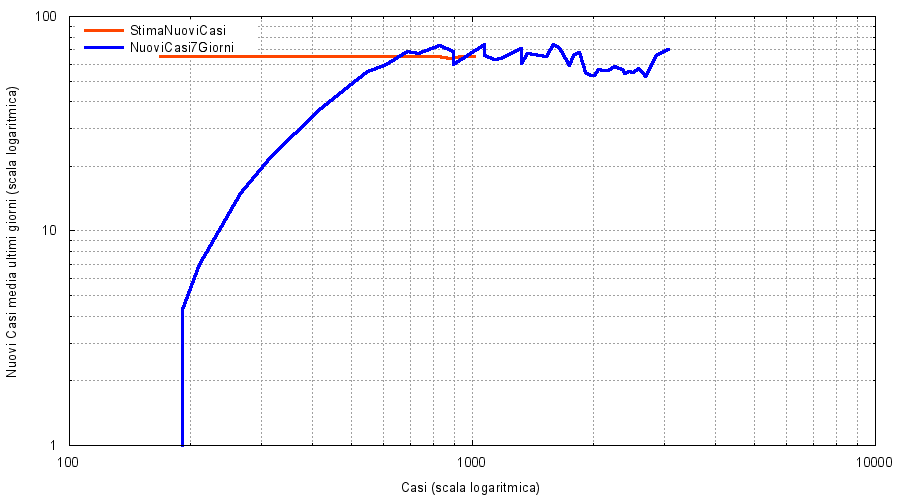 100
StimaNuoviCasi
NuoviCasi7Giorni
10
1
Nuovi Casi media ultimi giorni (scala logaritmica)
100
1000
10000
Casi (scala logaritmica)